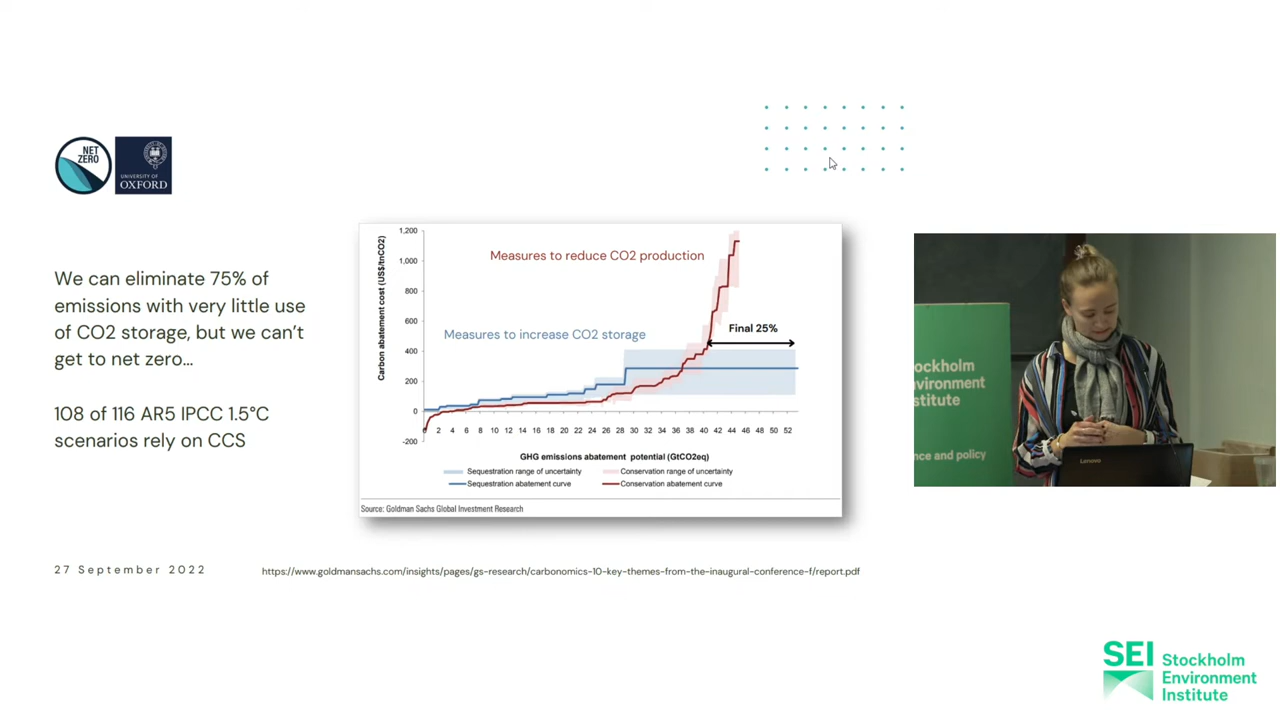 NET
ZERO
UNIVERSITY OF
OXFORD
We can eliminate 75% of
emissions with very little use
of CO2 storage, but we can't
get to net zero...
108 of 116 AR5 IPCC 1.5°C
scenarios rely on CCS
Carbon abatement cost (US$/tnCO2)
1,200
1,000
800
600
400
200
0
-200
Measures to reduce CO2 production
Measures to increase CO2 storage
Final 25%
0 2 4 6 8 10 12 14 16 18 20 22 24 26 28 30 32 34 36 38 40 42 44 46 48 50 52
GHG emissions abatement potential (GtCO2eq)
Sequestration range of uncertainty
Conservation range of uncertainty
Sequestration abatement curve
Conservation abatement curve
Source: Goldman Sachs Global Investment Research
ockholm
vironment
stitute
nce and policy
Lenovo
27 September 2022
https://www.goldmansachs.com/insights/pages/gs-research/carbonomics-10-key-themes-from-the-inaugural-conference-f/report.pdf
SEI Stockholm
Environment
Institute